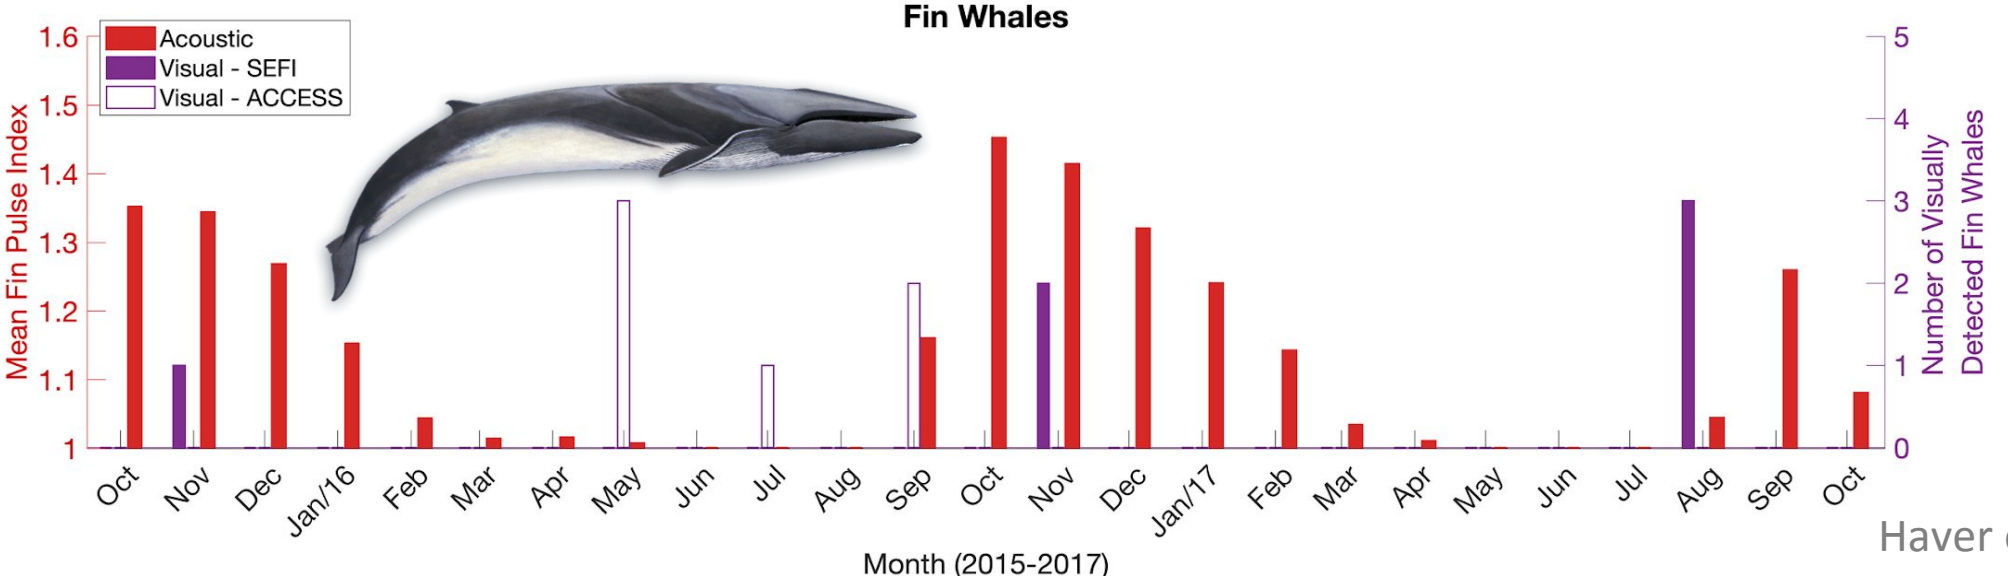 Fin Whales
Acoustic
Visual - SEFI
Visual - ACCESS
Mean Fin Pulse Index
1.6
1.5
1.4
1.3
1.2
1.1
1
5
4
3
2
1
0
Number of Visually
Detected Fin Whales
Oct Nov Dec Jan/16 Feb Mar Apr May Jun Jul Aug Sep Oct Nov Dec Jan/17 Feb Mar Apr May Jun Jul Aug Sep Oct
Month (2015-2017)
Haver